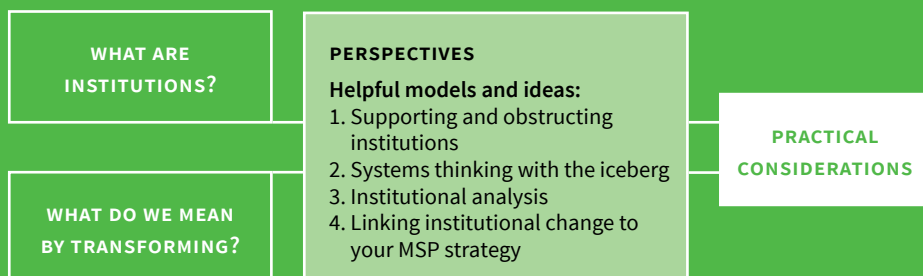 WHAT ARE
INSTITUTIONS?
WHAT DO WE MEAN
BY TRANSFORMING?
PERSPECTIVES
Helpful models and ideas:
1. Supporting and obstructing
institutions
2. Systems thinking with the iceberg
3. Institutional analysis
4. Linking institutional change to
your MSP strategy
PRACTICAL
CONSIDERATIONS